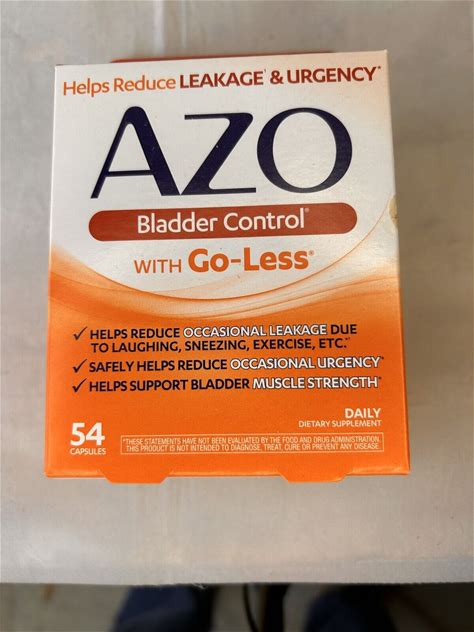 Helps Reduce LEAKAGE† & URGENCY*
AZO
Bladder Control®
WITH Go-Less®
✓ HELPS REDUCE OCCASIONAL LEAKAGE DUE
TO LAUGHING, SNEEZING, EXERCISE, ETC.*†
✓ SAFELY HELPS REDUCE OCCASIONAL URGENCY*
✓ HELPS SUPPORT BLADDER MUSCLE STRENGTH*
DAILY
DIETARY SUPPLEMENT
54
CAPSULES
*THESE STATEMENTS HAVE NOT BEEN EVALUATED BY THE FOOD AND DRUG ADMINISTRATION.
THIS PRODUCT IS NOT INTENDED TO DIAGNOSE, TREAT, CURE OR PREVENT ANY DISEASE.